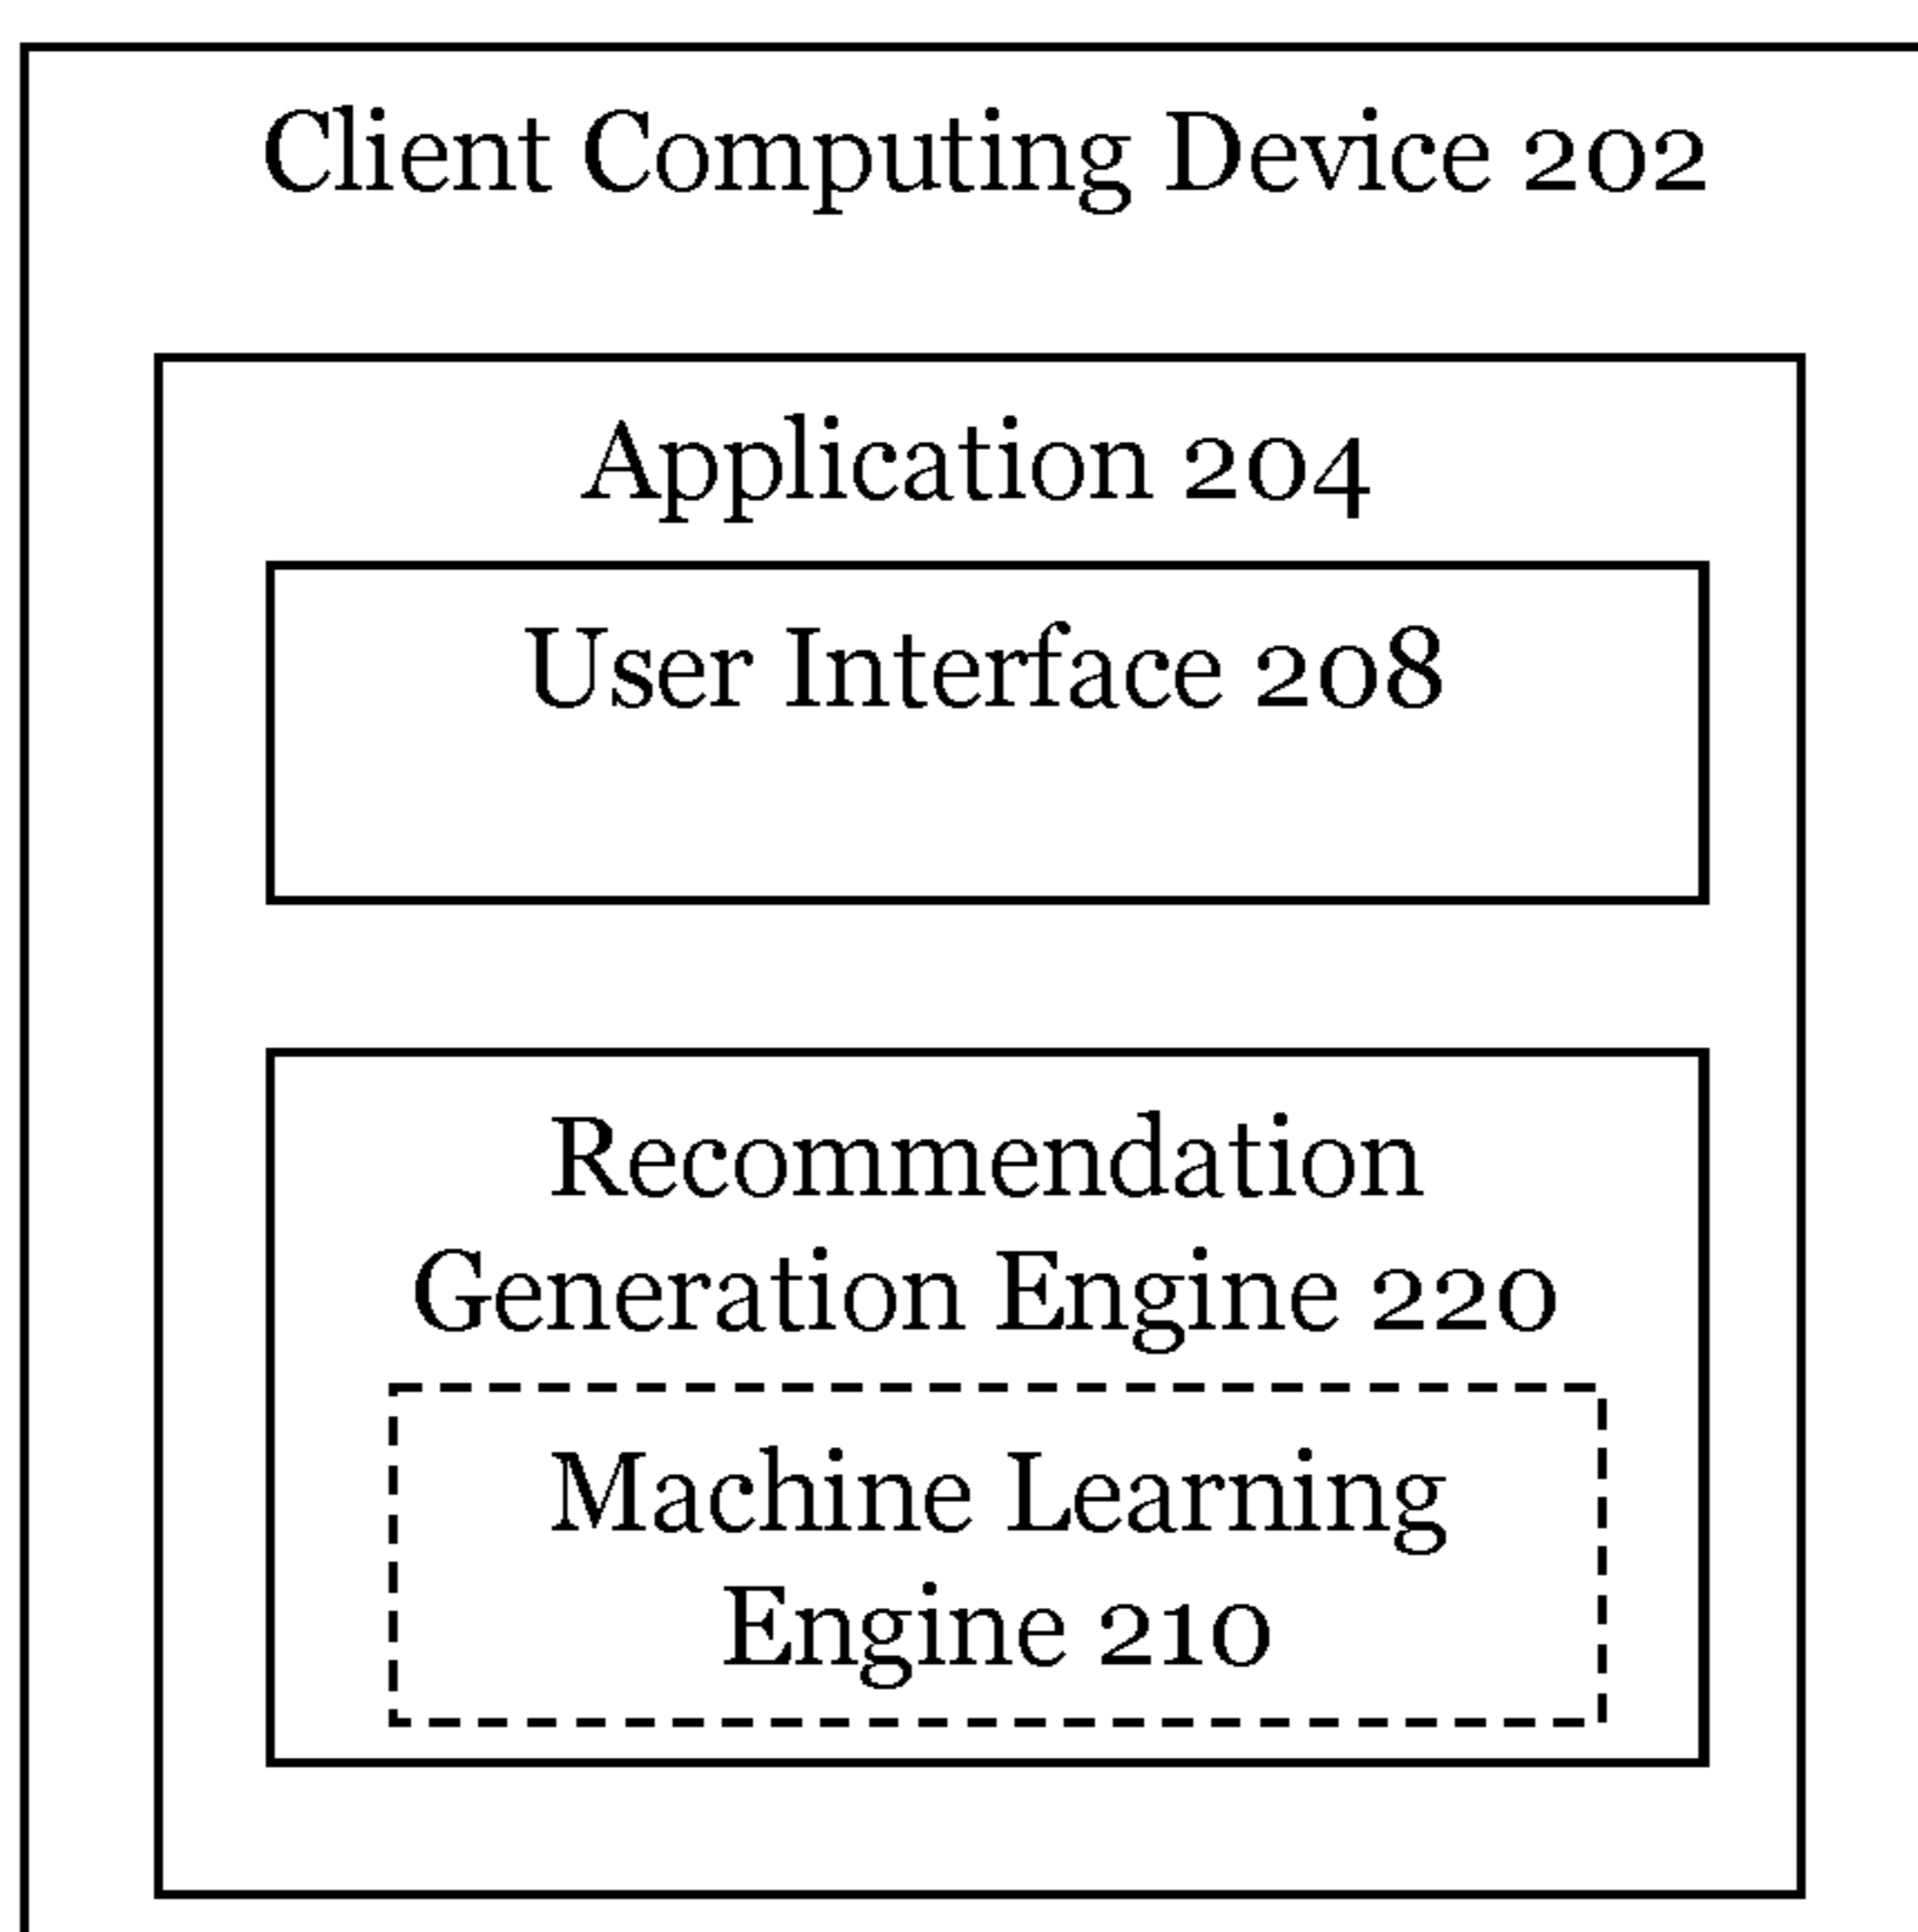 Client Computing Device 202
Application 204
User Interface 208
Recommendation
Generation Engine 220
Machine Learning
Engine 210